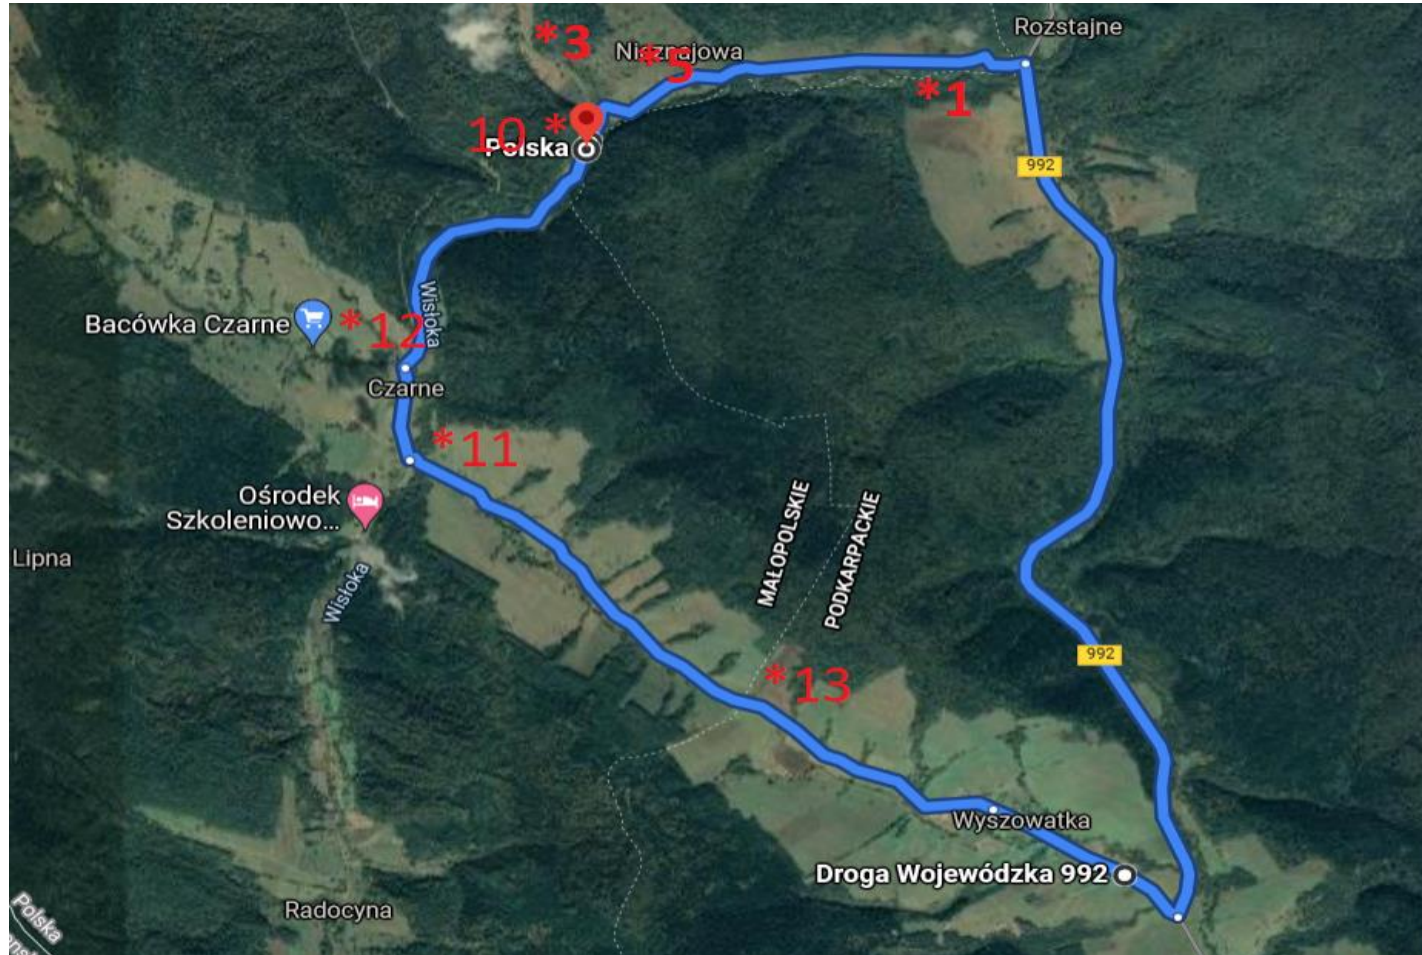 Rozstajne
*3
Nieznajowa
*5
*1
10 *
Polska
992
Wisłoka
Bacówka Czarne
*12
Czarne
*11
Ośrodek
Szkoleniowo...
MAŁOPOLSKIE
PODKARPACKIE
Lipna
Wisłoka
992
*13
Wyszowatka
Droga Wojewódzka 992
Radocyna
Polska